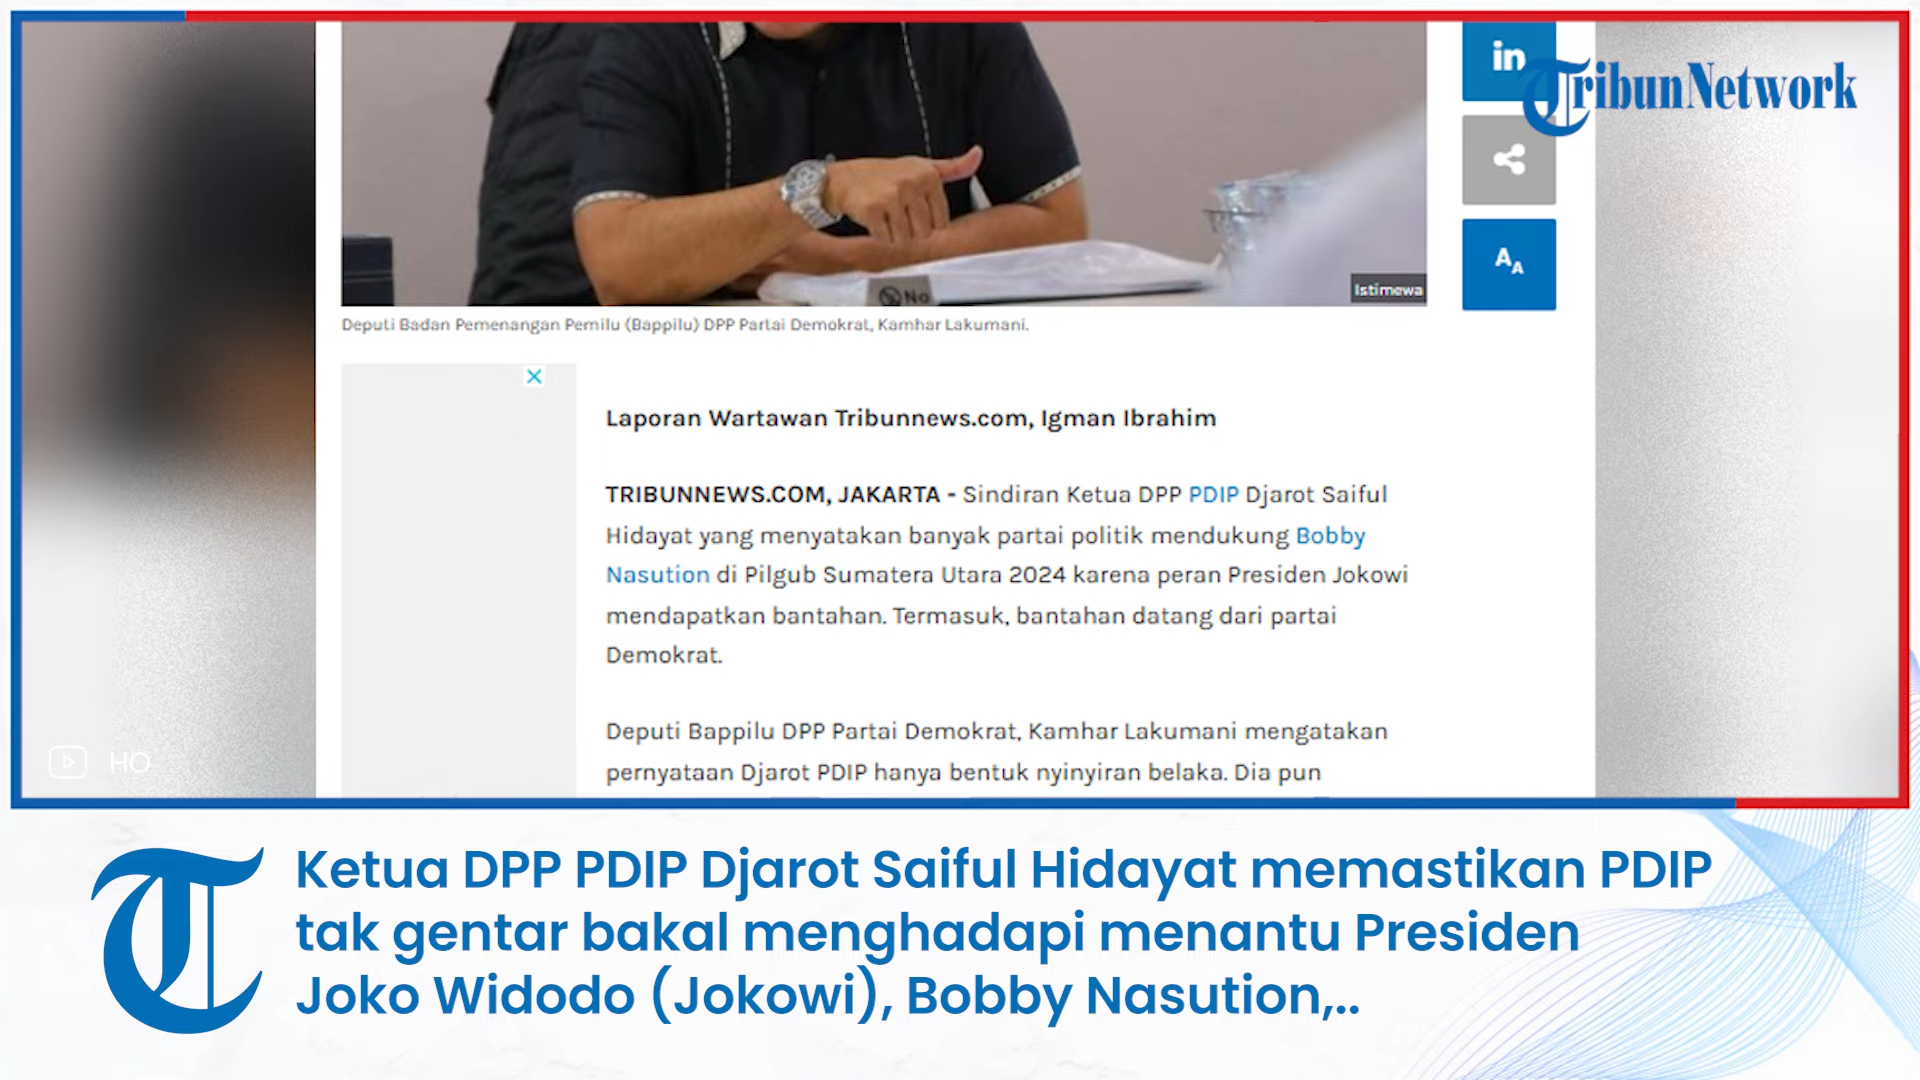 in
TribunNetwork
AA
No
Istimewa
Deputi Badan Pemenangan Pemilu (Bappilu) DPP Partai Demokrat, Kamhar Lakumani.
Laporan Wartawan Tribunnews.com, Igman Ibrahim
TRIBUNNEWS.COM, JAKARTA - Sindiran Ketua DPP PDIP Djarot Saiful
Hidayat yang menyatakan banyak partai politik mendukung Bobby
Nasution di Pilgub Sumatera Utara 2024 karena peran Presiden Jokowi
mendapatkan bantahan. Termasuk, bantahan datang dari partai
Demokrat.
Deputi Bappilu DPP Partai Demokrat, Kamhar Lakumani mengatakan
pernyataan Djarot PDIP hanya bentuk nyinyiran belaka. Dia pun
HO
T
Ketua DPP PDIP Djarot Saiful Hidayat memastikan PDIP
tak gentar bakal menghadapi menantu Presiden
Joko Widodo (Jokowi), Bobby Nasution,..